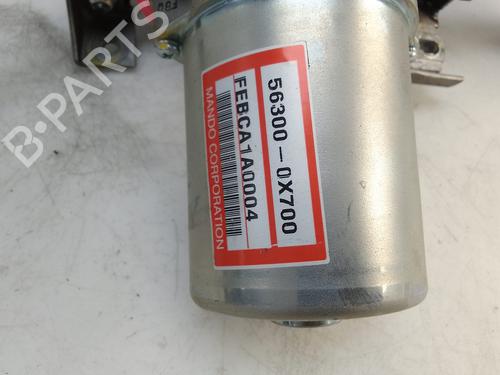 56300-0X700
FEBCA1A0004
MANDO CORPORATION
B-PARTS